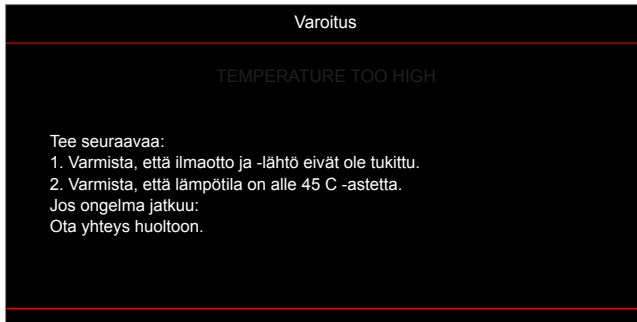 Varoitus
TEMPERATURE TOO HIGH
Tee seuraavaa:
1. Varmista, että ilmaotto ja -lähtö eivät ole tukittu.
2. Varmista, että lämpötila on alle 45 C -astetta.
Jos ongelma jatkuu:
Ota yhteys huoltoon.